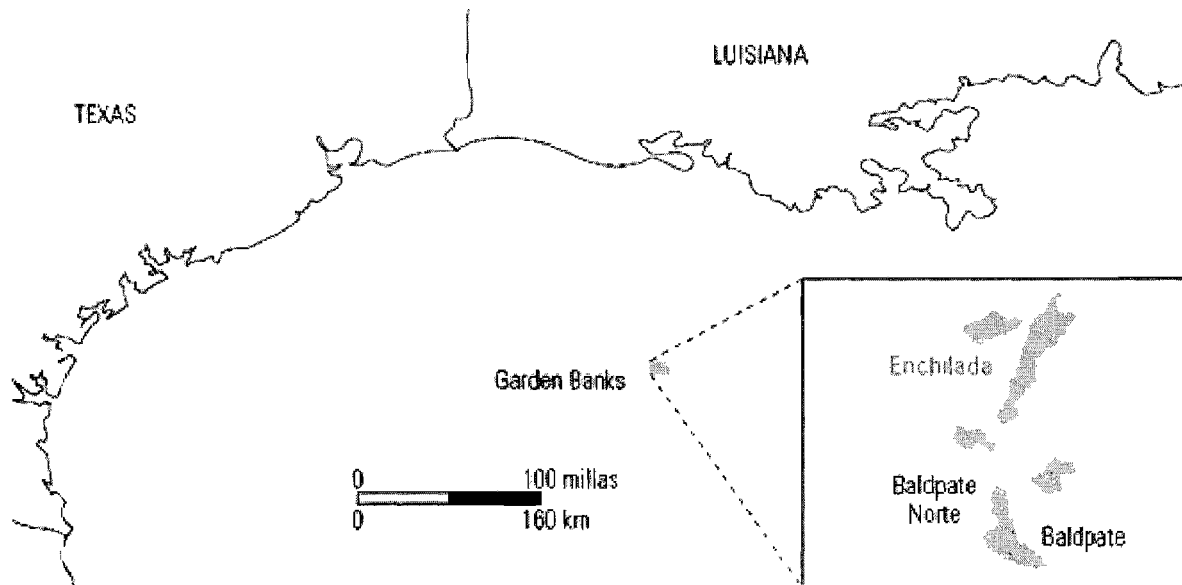 LUISIANA
TEXAS
Garden Banks
Enchilada
0 100 millas
0 160 km
Baldpate
Norte
Baldpate